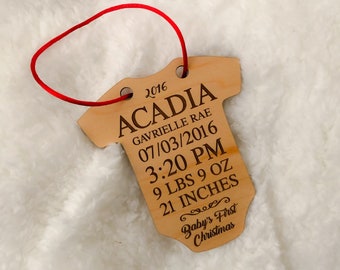 2016
ACADIA
GAVRIELLE RAE
07/03/2016
3:20 PM
9 LBS 9 OZ
21 INCHES
Baby's First
Christmas